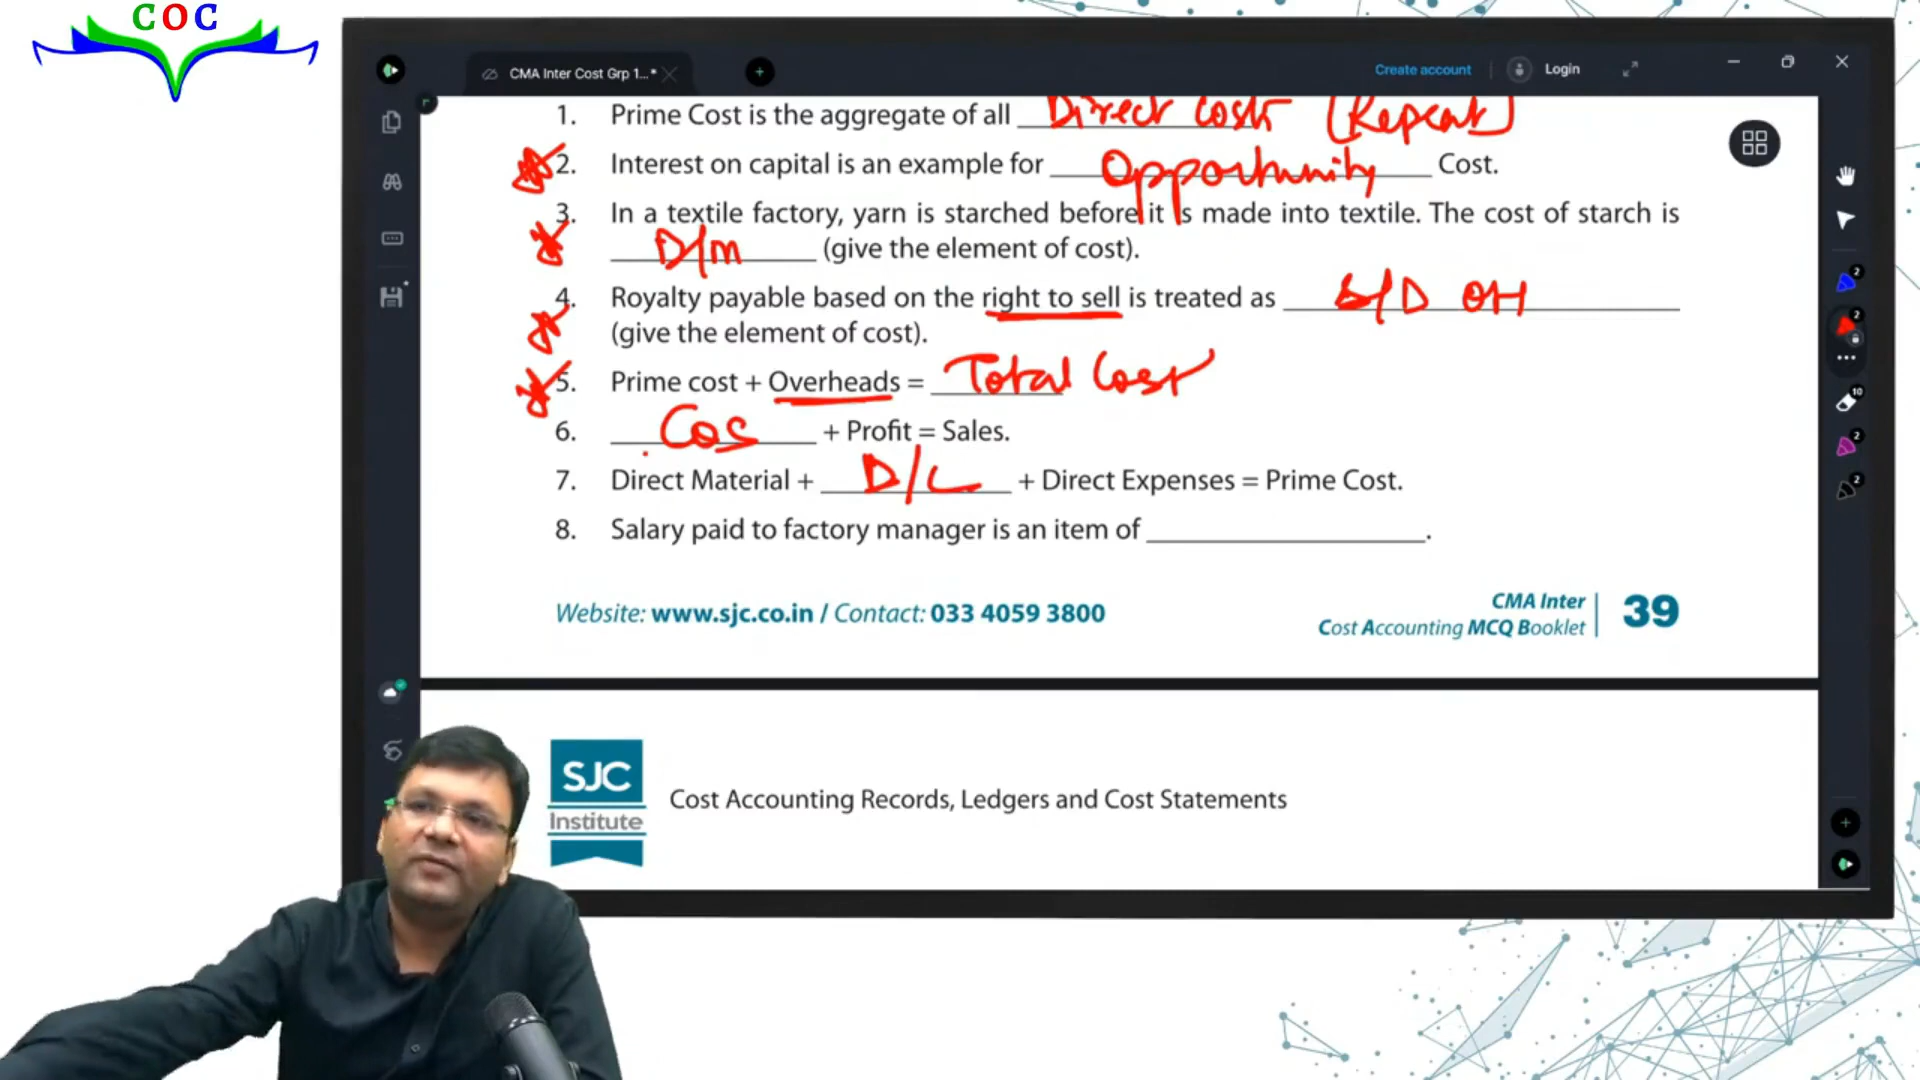 COC
CMA Inter Cost Grp 1...*
Create account
Login
1. Prime Cost is the aggregate of all Direct Costs (Repeat)
2. Interest on capital is an example for Opportunity Cost.
3. In a textile factory, yarn is starched before it is made into textile. The cost of starch is
D/M (give the element of cost).
4. Royalty payable based on the right to sell is treated as S/D OH
(give the element of cost).
5. Prime cost + Overheads = Total Cost
6. COS + Profit = Sales.
7. Direct Material + D/L + Direct Expenses = Prime Cost.
8. Salary paid to factory manager is an item of ____________________.
Website: www.sjc.co.in / Contact: 033 4059 3800
CMA Inter
Cost Accounting MCQ Booklet
39
SJC
Institute
Cost Accounting Records, Ledgers and Cost Statements
2
2
10
2
2